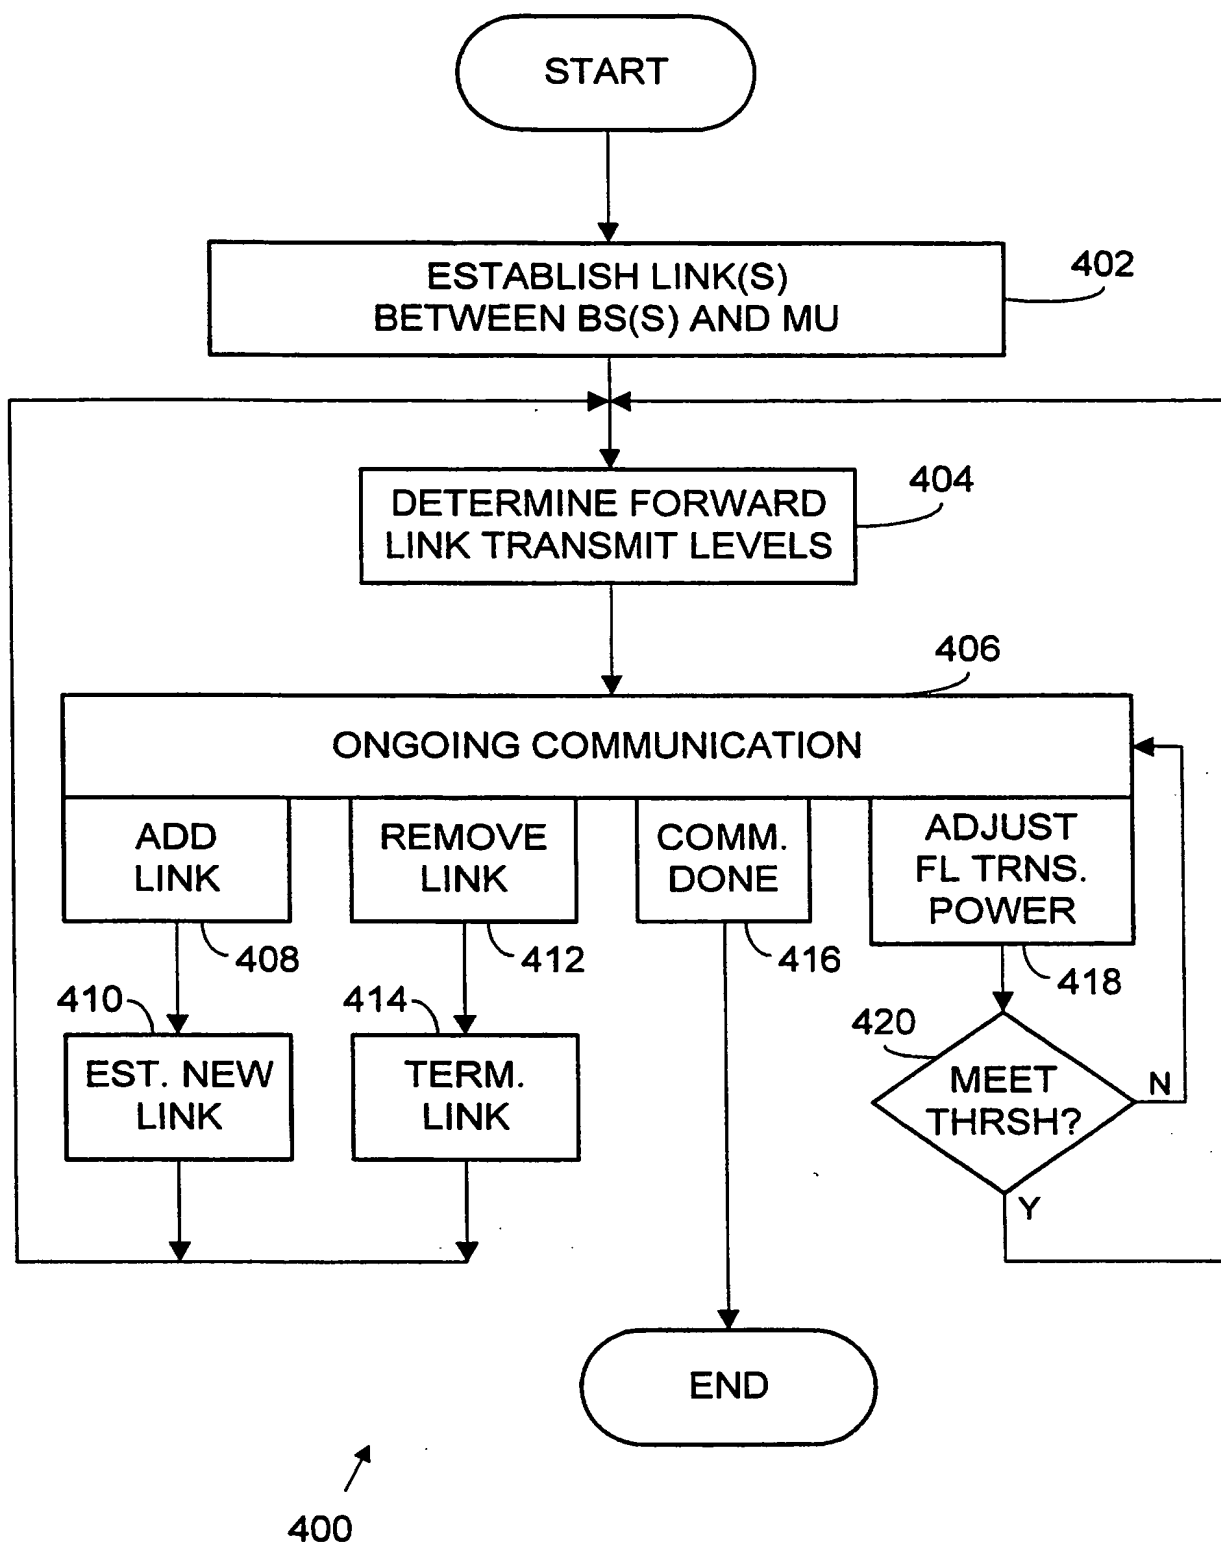 START
402
ESTABLISH LINK(S)
BETWEEN BS(S) AND MU
404
DETERMINE FORWARD
LINK TRANSMIT LEVELS
406
ONGOING COMMUNICATION
ADD
LINK
408
REMOVE
LINK
412
COMM.
DONE
416
ADJUST
FL TRNS.
POWER
418
410
EST. NEW
LINK
414
TERM.
LINK
420
MEET
THRSH?
N
Y
END
400